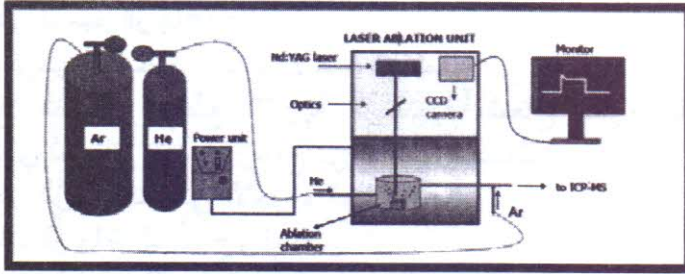 LASER ABLATION UNIT
Nd:YAG laser
Monitor
Optics
CCD
camera
Ar
He
Power unit
He
to ICP-MS
Ar
Ablation
chamber